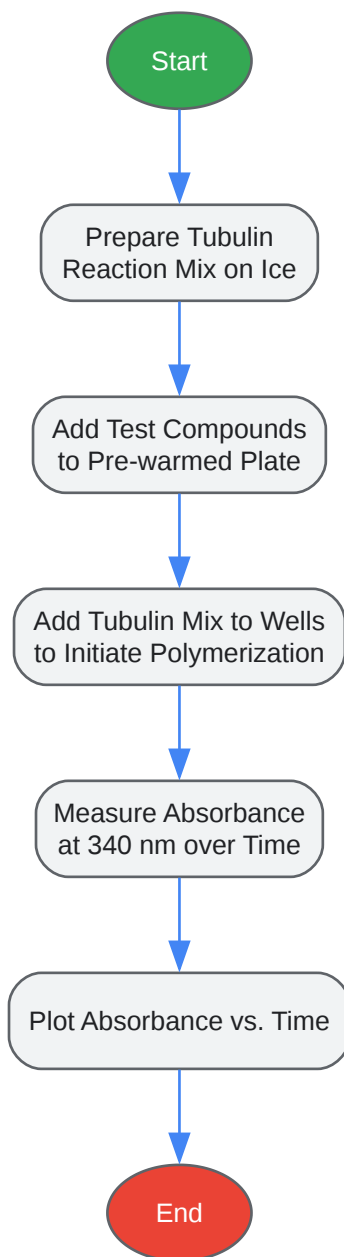 Start
Prepare Tubulin
Reaction Mix on Ice
Add Test Compounds
to Pre-warmed Plate
Add Tubulin Mix to Wells
to Initiate Polymerization
Measure Absorbance
at 340 nm over Time
Plot Absorbance vs. Time
End